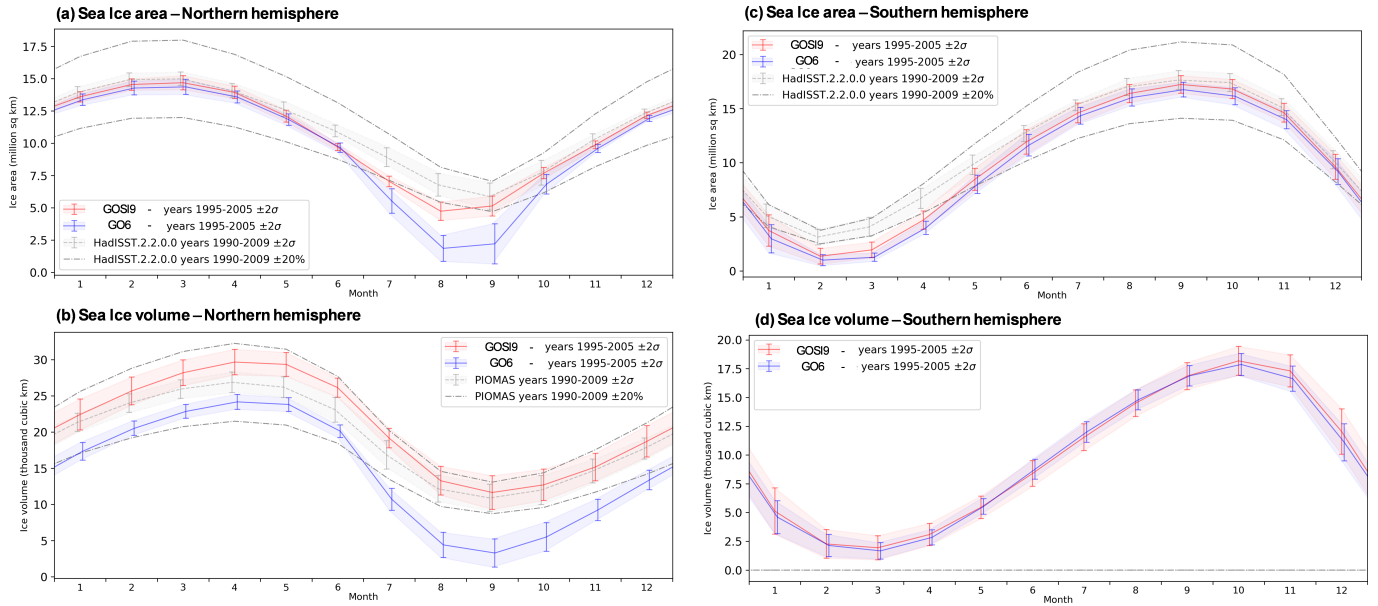 (a) Sea Ice area – Northern hemisphere
17.5
15.0
12.5
10.0
7.5
5.0
2.5
0.0
Ice area (million sq km)
GOSI9 - years 1995-2005 ±2σ
GO6 - years 1995-2005 ±2σ
HadISST.2.2.0.0 years 1990-2009 ±2σ
HadISST.2.2.0.0 years 1990-2009 ±20%
1 2 3 4 5 6 7 8 9 10 11 12
Month
(b) Sea Ice volume – Northern hemisphere
30
25
20
15
10
5
0
Ice volume (thousand cubic km)
GOSI9 - years 1995-2005 ±2σ
GO6 - years 1995-2005 ±2σ
PIOMAS years 1990-2009 ±2σ
PIOMAS years 1990-2009 ±20%
1 2 3 4 5 6 7 8 9 10 11 12
Month
(c) Sea Ice area – Southern hemisphere
20
15
10
5
0
Ice area (million sq km)
GOSI9 - years 1995-2005 ±2σ
GO6 - years 1995-2005 ±2σ
HadISST.2.2.0.0 years 1990-2009 ±2σ
HadISST.2.2.0.0 years 1990-2009 ±20%
1 2 3 4 5 6 7 8 9 10 11 12
Month
(d) Sea Ice volume – Southern hemisphere
20.0
17.5
15.0
12.5
10.0
7.5
5.0
2.5
0.0
Ice volume (thousand cubic km)
GOSI9 - years 1995-2005 ±2σ
GO6 - years 1995-2005 ±2σ
1 2 3 4 5 6 7 8 9 10 11 12
Month